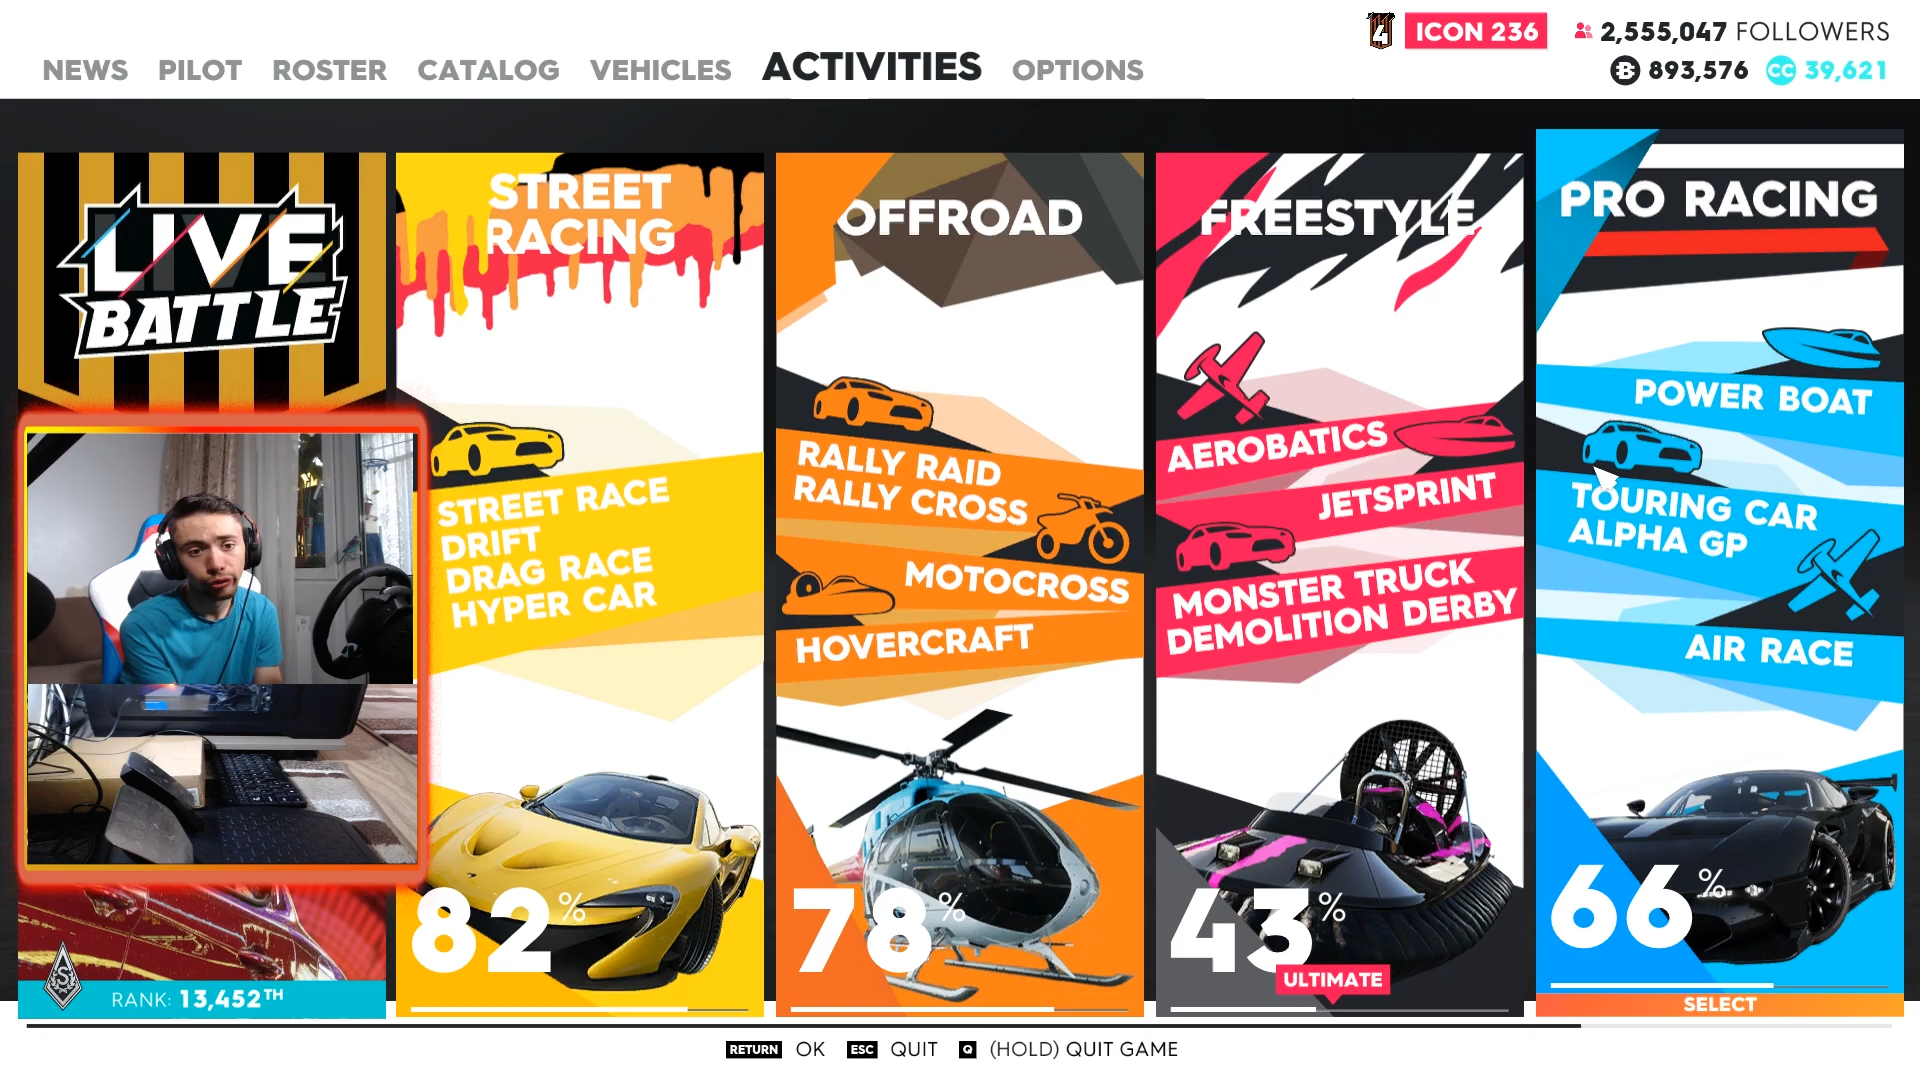 4 ICON 236
2,555,047 FOLLOWERS
NEWS PILOT ROSTER CATALOG VEHICLES ACTIVITIES OPTIONS
893,576 CC 39,621
LIVE
BATTLE
RANK: 13,452TH
STREET
RACING
STREET RACE
DRIFT
DRAG RACE
HYPER CAR
82%
OFFROAD
RALLY RAID
RALLY CROSS
MOTOCROSS
HOVERCRAFT
78%
FREESTYLE
AEROBATICS
JETSPRINT
MONSTER TRUCK
DEMOLITION DERBY
43%
ULTIMATE
PRO RACING
POWER BOAT
TOURING CAR
ALPHA GP
AIR RACE
66%
SELECT
RETURN OK ESC QUIT Q (HOLD) QUIT GAME